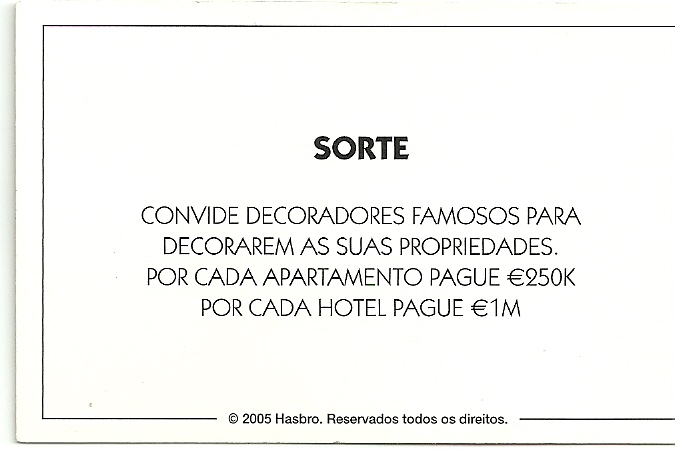 SORTE
CONVIDE DECORADORES FAMOSOS PARA
DECORAREM AS SUAS PROPRIEDADES.
POR CADA APARTAMENTO PAGUE €250K
POR CADA HOTEL PAGUE €1M
© 2005 Hasbro. Reservados todos os direitos.